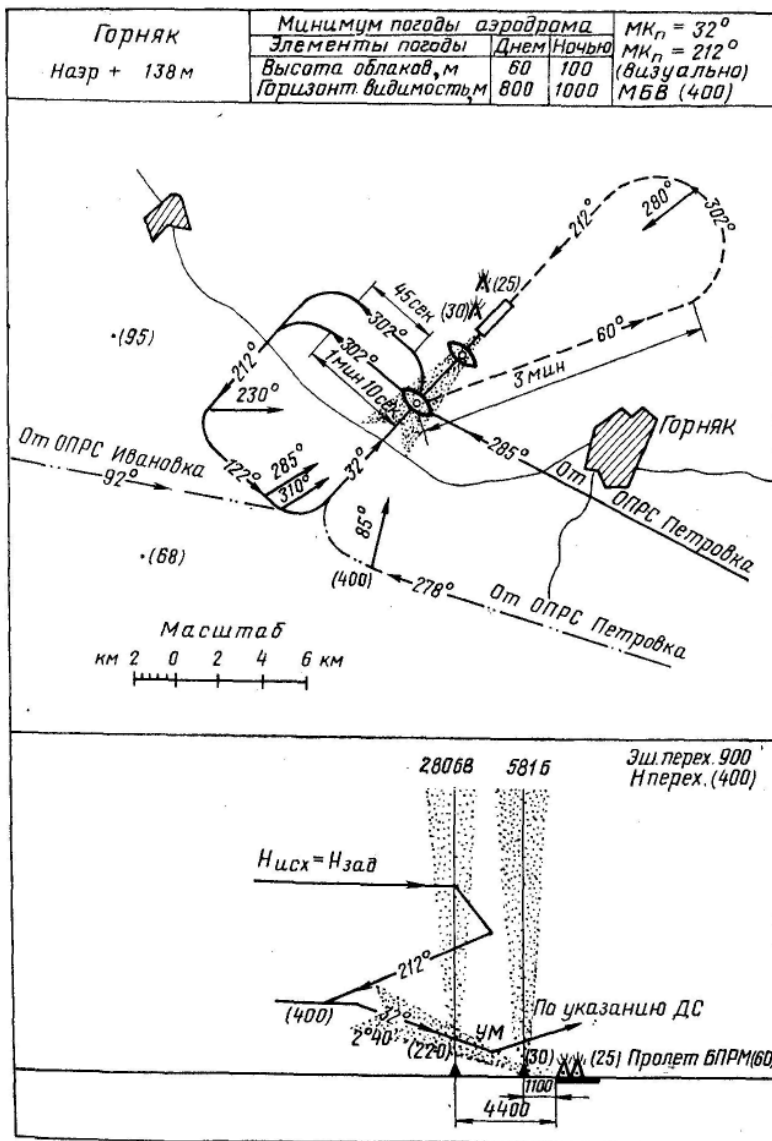 Горняк
Наэр + 138м
Минимум погоды аэродрома
Элементы погоды Днем Ночью
Высота облаков, м 60 100
Горизонт. видимость, м 800 1000
МКп = 32°
МКп = 212°
(визуально)
МБВ (400)
280°
302°
212°
(25)
(30)
45 сек
302°
302°
60°
3 мин
1 мин 10 сек
•(95)
212°
230°
Горняк
От ОПРС Ивановка
92°
122°
285°
310°
32°
285°
От ОПРС Петровка
85°
•(68)
(400)
278°
От ОПРС Петровка
Масштаб
км 2 0 2 4 6 км
280бв
581б
Эш. перех. 900
Н перех. (400)
Нисх = Нзад
212°
(400)
32°
2°40'
(220)
УМ
По указанию ДС
(30)
(25) Пролет БПРМ(60)
1100
4400